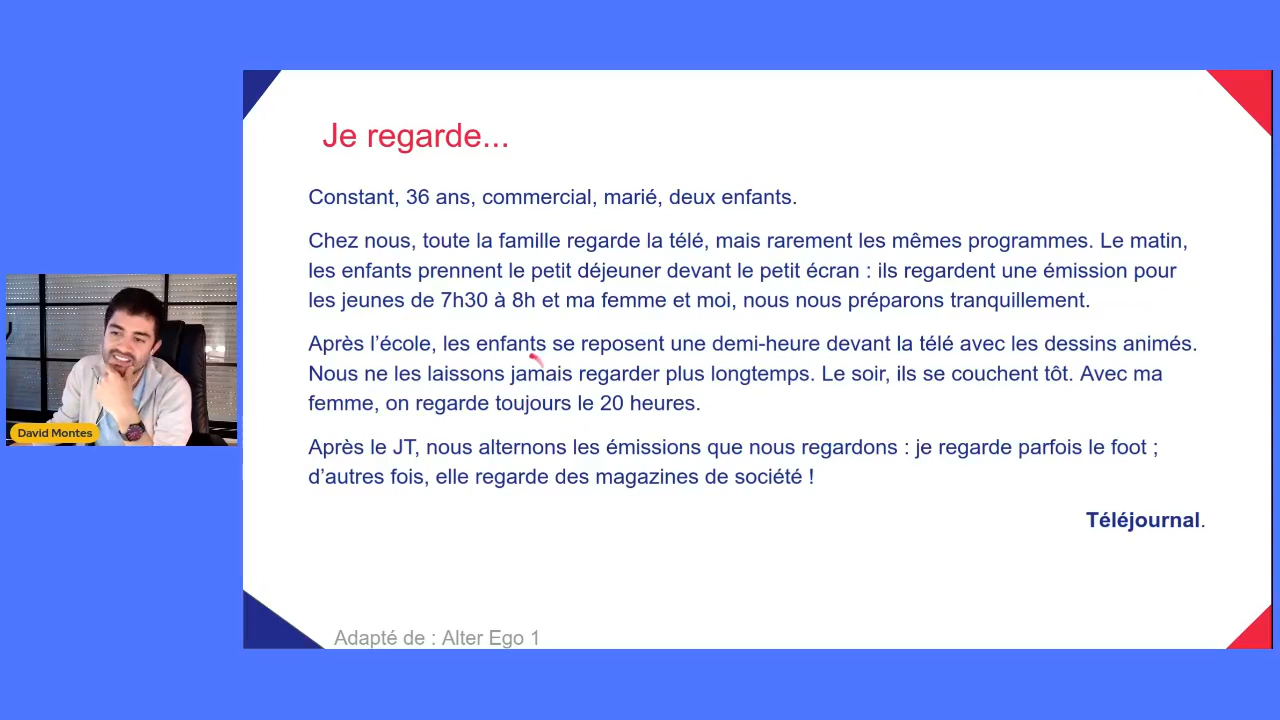 Je regarde...
Constant, 36 ans, commercial, marié, deux enfants.
Chez nous, toute la famille regarde la télé, mais rarement les mêmes programmes. Le matin,
les enfants prennent le petit déjeuner devant le petit écran : ils regardent une émission pour
les jeunes de 7h30 à 8h et ma femme et moi, nous nous préparons tranquillement.
Après l’école, les enfants se reposent une demi-heure devant la télé avec les dessins animés.
Nous ne les laissons jamais regarder plus longtemps. Le soir, ils se couchent tôt. Avec ma
femme, on regarde toujours le 20 heures.
Après le JT, nous alternons les émissions que nous regardons : je regarde parfois le foot ;
d’autres fois, elle regarde des magazines de société !
Téléjournal.
Adapté de : Alter Ego 1
David Montes